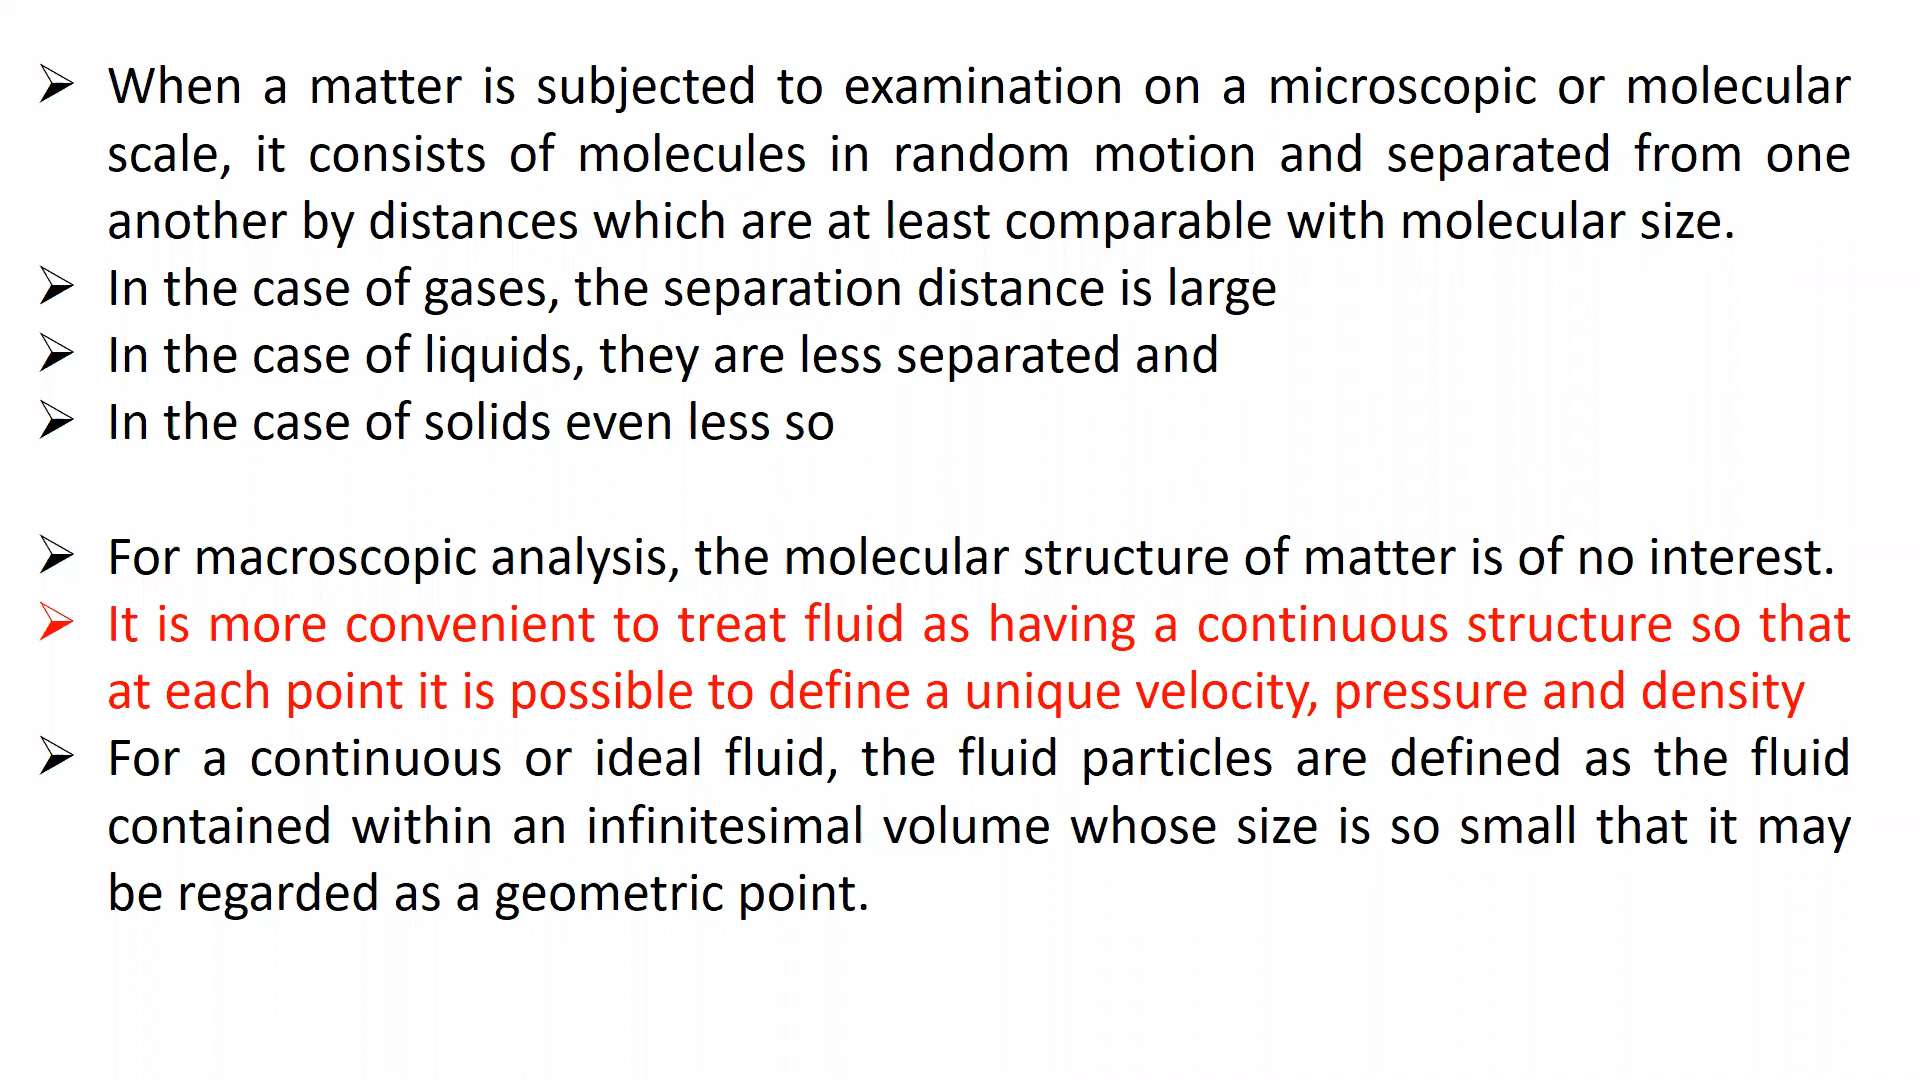 ➢ When a matter is subjected to examination on a microscopic or molecular
scale, it consists of molecules in random motion and separated from one
another by distances which are at least comparable with molecular size.
➢ In the case of gases, the separation distance is large
➢ In the case of liquids, they are less separated and
➢ In the case of solids even less so
➢ For macroscopic analysis, the molecular structure of matter is of no interest.
➢ It is more convenient to treat fluid as having a continuous structure so that
at each point it is possible to define a unique velocity, pressure and density
➢ For a continuous or ideal fluid, the fluid particles are defined as the fluid
contained within an infinitesimal volume whose size is so small that it may
be regarded as a geometric point.